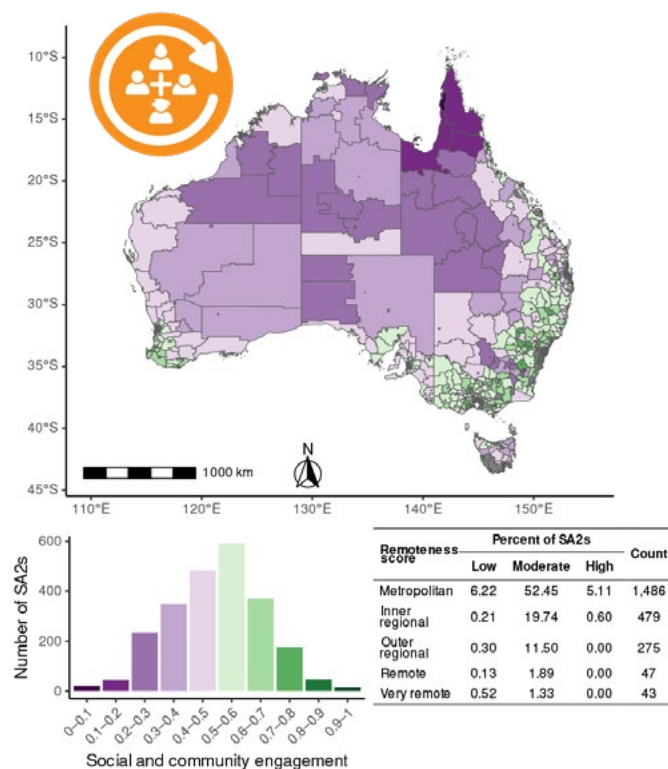 10°S
15°S
20°S
25°S
30°S
35°S
40°S
45°S
N
1000 km
110°E 120°E 130°E 140°E 150°E
600
400
200
0
Number of SA2s
0–0.1 0.1–0.2 0.2–0.3 0.3–0.4 0.4–0.5 0.5–0.6 0.6–0.7 0.7–0.8 0.8–0.9 0.9–1
Social and community engagement
Remoteness score Percent of SA2s Count
Low Moderate High
Metropolitan 6.22 52.45 5.11 1,486
Inner regional 0.21 19.74 0.60 479
Outer regional 0.30 11.50 0.00 275
Remote 0.13 1.89 0.00 47
Very remote 0.52 1.33 0.00 43